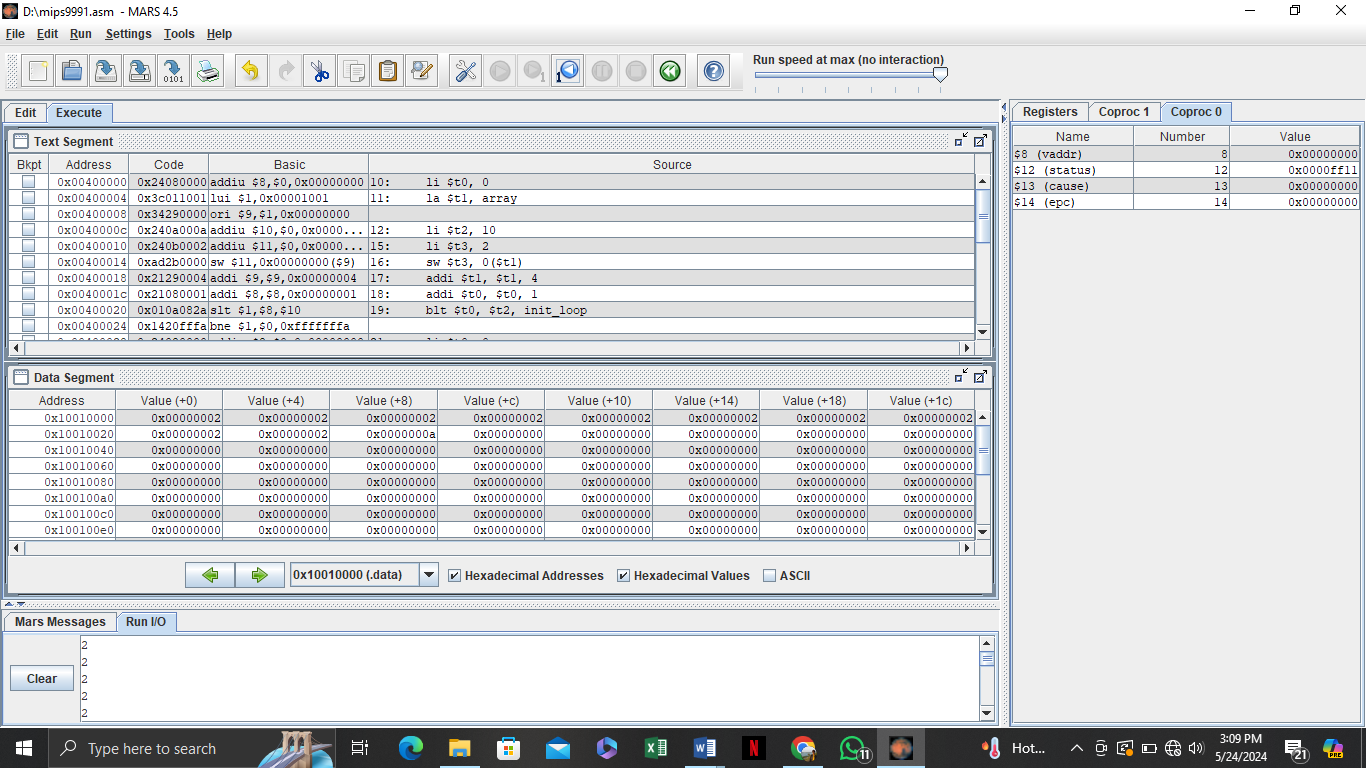 D:\mips9991.asm - MARS 4.5
File Edit Run Settings Tools Help
Run speed at max (no interaction)
Edit Execute
Text Segment
Bkpt Address Code Basic Source
0x00400000 0x24080000 addiu $8,$0,0x00000000 10: li $t0, 0
0x00400004 0x3c011001 lui $1,0x00001001 11: la $t1, array
0x00400008 0x34290000 ori $9,$1,0x00000000
0x0040000c 0x240a000a addiu $10,$0,0x0000... 12: li $t2, 10
0x00400010 0x240b0002 addiu $11,$0,0x0000... 15: li $t3, 2
0x00400014 0xad2b0000 sw $11,0x00000000($9) 16: sw $t3, 0($t1)
0x00400018 0x21290004 addi $9,$9,0x00000004 17: addi $t1, $t1, 4
0x0040001c 0x21080001 addi $8,$8,0x00000001 18: addi $t0, $t0, 1
0x00400020 0x010a082a slt $1,$8,$10 19: blt $t0, $t2, init_loop
0x00400024 0x1420fffa bne $1,$0,0xfffffffa
Data Segment
Address Value (+0) Value (+4) Value (+8) Value (+c) Value (+10) Value (+14) Value (+18) Value (+1c)
0x10010000 0x00000002 0x00000002 0x00000002 0x00000002 0x00000002 0x00000002 0x00000002 0x00000002
0x10010020 0x00000002 0x00000002 0x0000000a 0x00000000 0x00000000 0x00000000 0x00000000 0x00000000
0x10010040 0x00000000 0x00000000 0x00000000 0x00000000 0x00000000 0x00000000 0x00000000 0x00000000
0x10010060 0x00000000 0x00000000 0x00000000 0x00000000 0x00000000 0x00000000 0x00000000 0x00000000
0x10010080 0x00000000 0x00000000 0x00000000 0x00000000 0x00000000 0x00000000 0x00000000 0x00000000
0x100100a0 0x00000000 0x00000000 0x00000000 0x00000000 0x00000000 0x00000000 0x00000000 0x00000000
0x100100c0 0x00000000 0x00000000 0x00000000 0x00000000 0x00000000 0x00000000 0x00000000 0x00000000
0x100100e0 0x00000000 0x00000000 0x00000000 0x00000000 0x00000000 0x00000000 0x00000000 0x00000000
0x10010000 (.data) Hexadecimal Addresses Hexadecimal Values ASCII
Mars Messages Run I/O
Clear
2
2
2
2
2
Registers Coproc 1 Coproc 0
Name Number Value
$8 (vaddr) 8 0x00000000
$12 (status) 12 0x0000ff11
$13 (cause) 13 0x00000000
$14 (epc) 14 0x00000000
Type here to search
11
Hot...
3:09 PM
5/24/2024
21
PRE